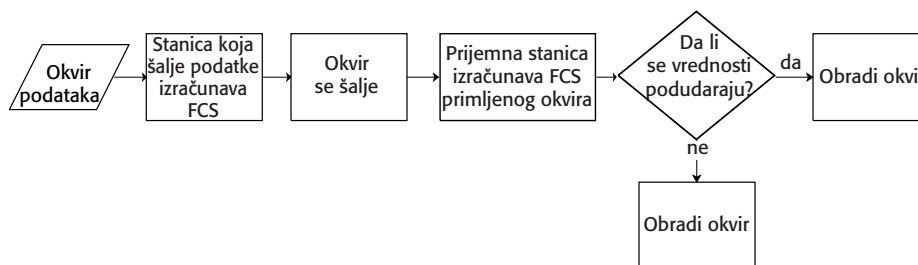 Okvir
podataka
Stanica koja
šalje podatke
izračunava
FCS
Okvir
se šalje
Prijemna stanica
izračunava FCS
primljenog okvira
Da li
se vrednosti
podudaraju?
da
Obradi okvi
ne
Obradi okvir